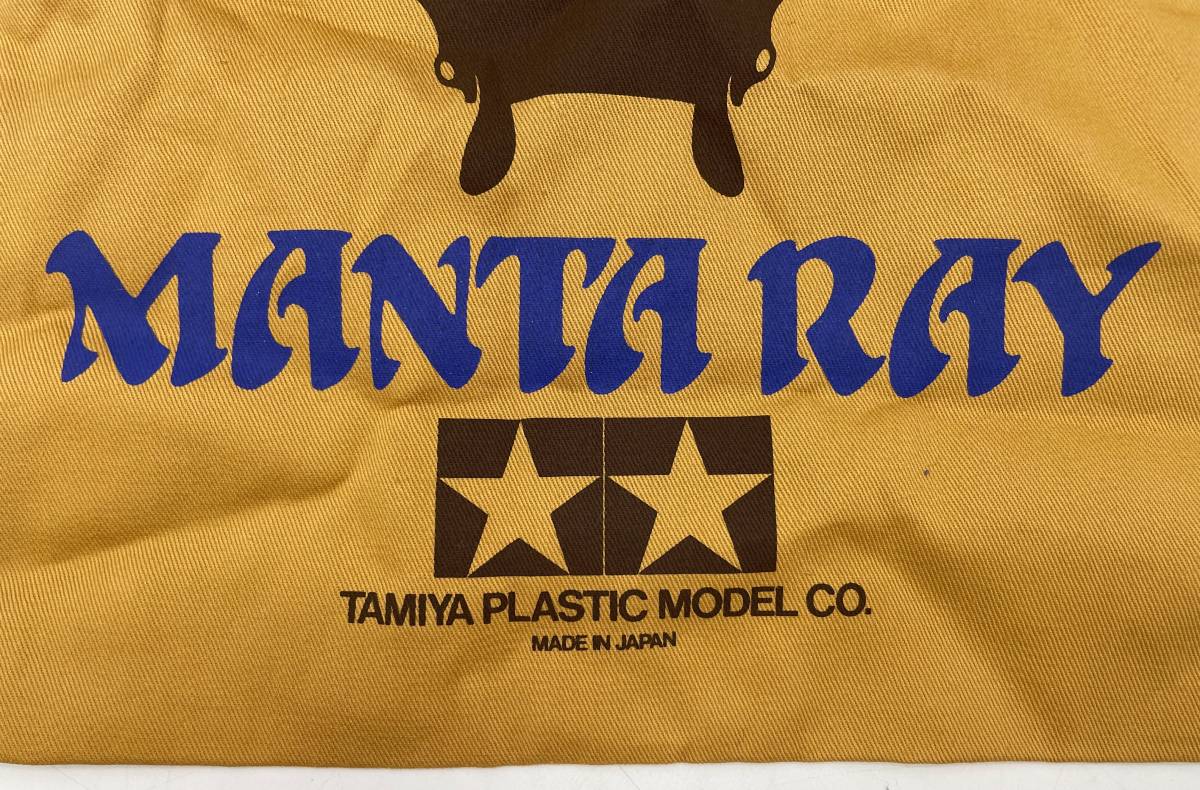 MANTA RAY
TAMIYA PLASTIC MODEL CO.
MADE IN JAPAN